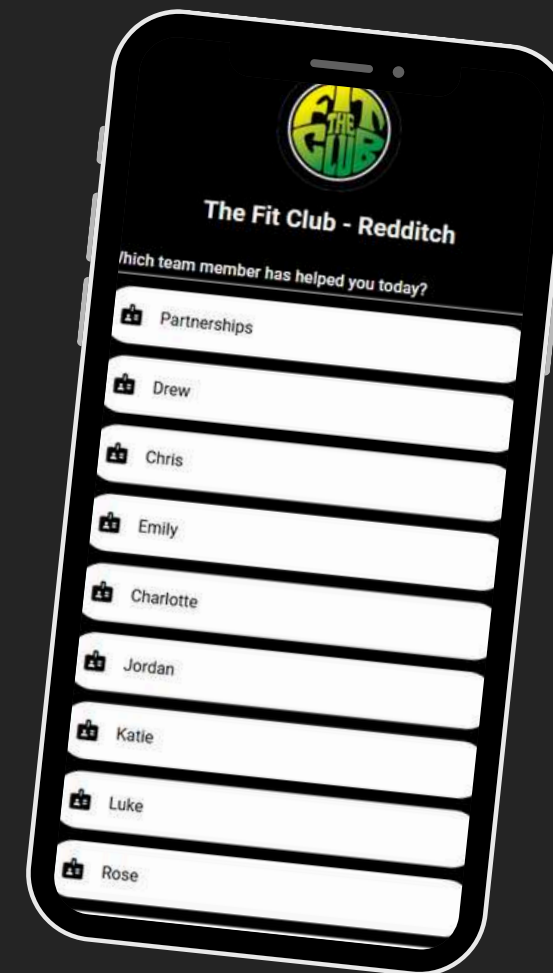 FIT
THE
CLUB
The Fit Club - Redditch
hich team member has helped you today?
Partnerships
Drew
Chris
Emily
Charlotte
Jordan
Katie
Luke
Rose